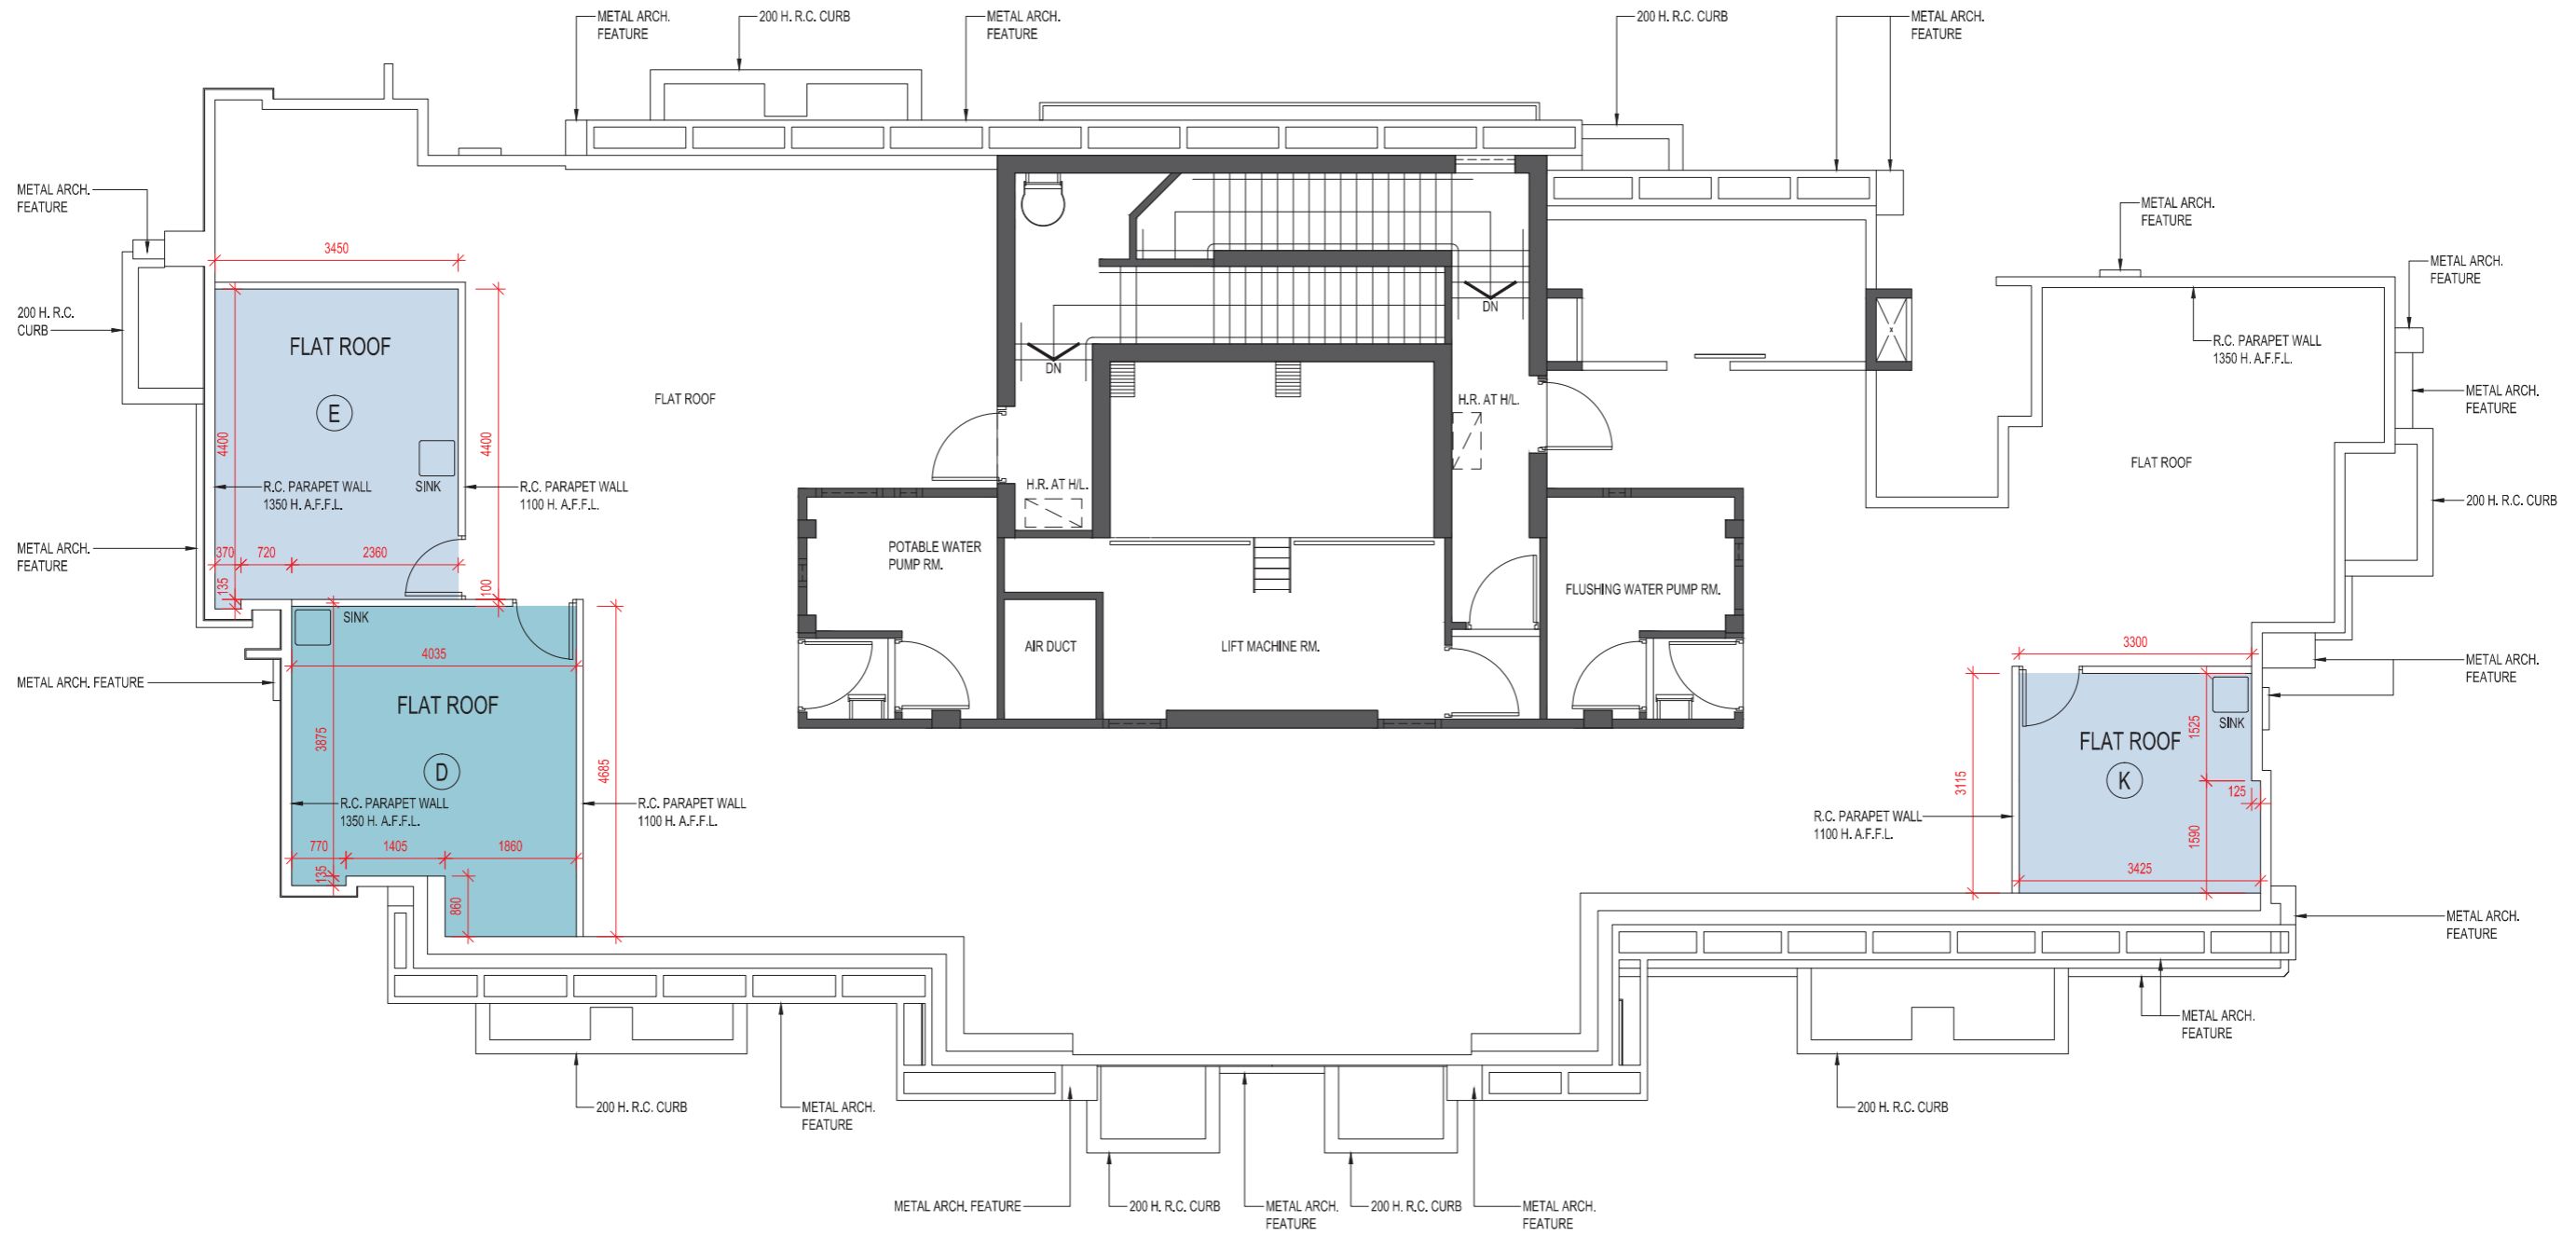 METAL ARCH.
FEATURE
200 H. R.C. CURB
METAL ARCH.
FEATURE
200 H. R.C. CURB
METAL ARCH.
FEATURE
METAL ARCH.
FEATURE
METAL ARCH.
FEATURE
METAL ARCH.
FEATURE
3450
200 H. R.C.
CURB
FLAT ROOF
E
4400
4400
SINK
R.C. PARAPET WALL
1350 H. A.F.F.L.
R.C. PARAPET WALL
1100 H. A.F.F.L.
METAL ARCH.
FEATURE
370
720
2360
135
100
FLAT ROOF
DN
DN
H.R. AT H/L.
H.R. AT H/L.
R.C. PARAPET WALL
1350 H. A.F.F.L.
METAL ARCH.
FEATURE
FLAT ROOF
200 H. R.C. CURB
POTABLE WATER
PUMP RM.
FLUSHING WATER PUMP RM.
AIR DUCT
LIFT MACHINE RM.
SINK
4035
METAL ARCH. FEATURE
FLAT ROOF
3875
D
4685
R.C. PARAPET WALL
1350 H. A.F.F.L.
R.C. PARAPET WALL
1100 H. A.F.F.L.
770
1405
1860
135
860
3300
METAL ARCH.
FEATURE
SINK
1525
FLAT ROOF
K
3115
125
R.C. PARAPET WALL
1100 H. A.F.F.L.
1590
3425
METAL ARCH.
FEATURE
METAL ARCH.
FEATURE
200 H. R.C. CURB
METAL ARCH.
FEATURE
200 H. R.C. CURB
METAL ARCH. FEATURE
200 H. R.C. CURB
METAL ARCH.
FEATURE
200 H. R.C. CURB
METAL ARCH.
FEATURE